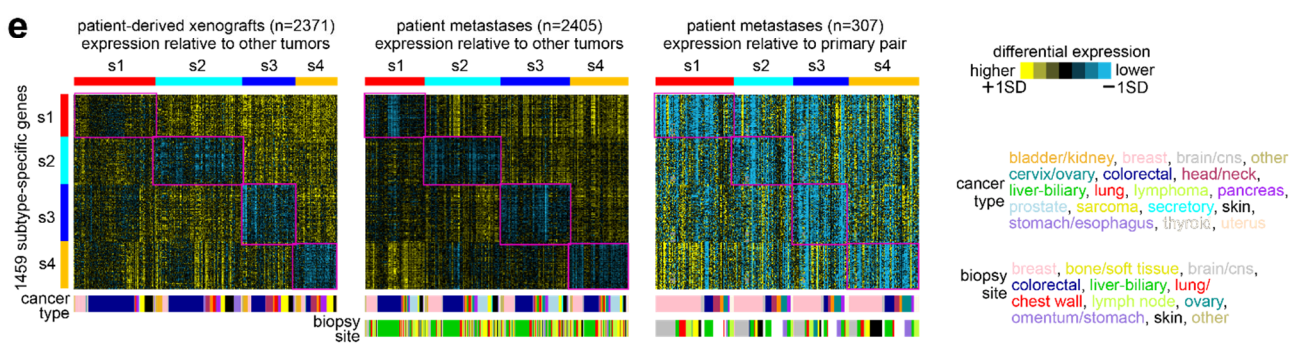 e
patient-derived xenografts (n=2371)
expression relative to other tumors
s1 s2 s3 s4
patient metastases (n=2405)
expression relative to other tumors
s1 s2 s3 s4
patient metastases (n=307)
expression relative to primary pair
s1 s2 s3 s4
1459 subtype-specific genes
s1
s2
s3
s4
cancer
type
biopsy
site
differential expression
higher lower
+1SD −1SD
cancer
type
bladder/kidney, breast, brain/cns, other
cervix/ovary, colorectal, head/neck,
liver-biliary, lung, lymphoma, pancreas,
prostate, sarcoma, secretory, skin,
stomach/esophagus, thyroid, uterus
biopsy
site
breast, bone/soft tissue, brain/cns,
colorectal, liver-biliary, lung/
chest wall, lymph node, ovary,
omentum/stomach, skin, other